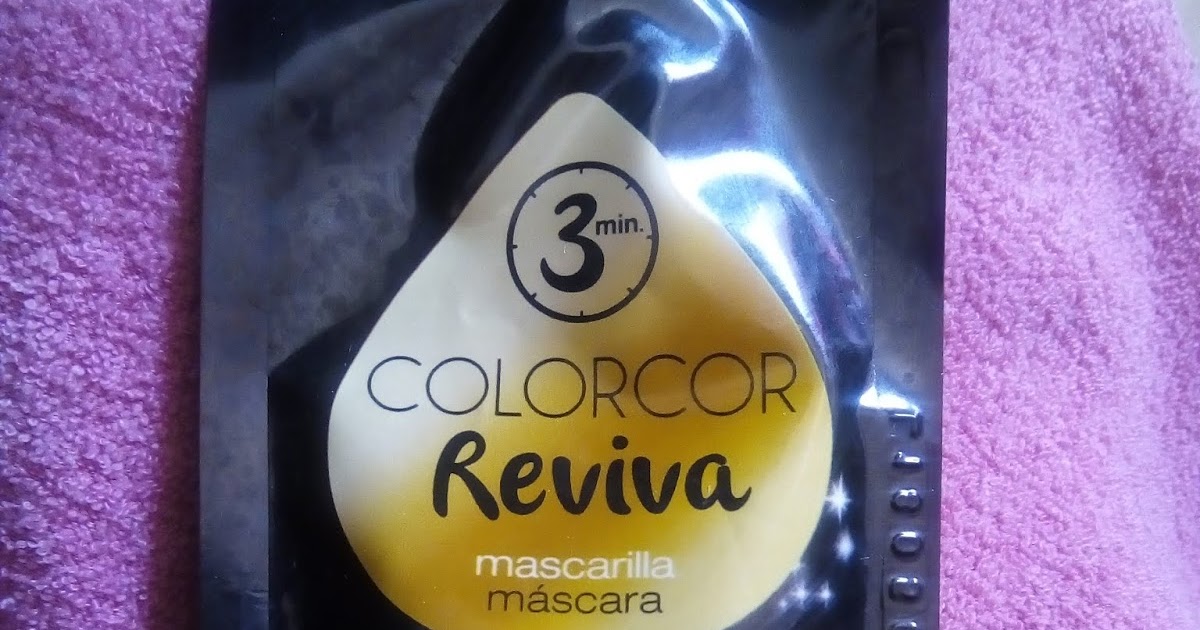 3 min.
COLORCOR
Reviva
mascarilla
máscara